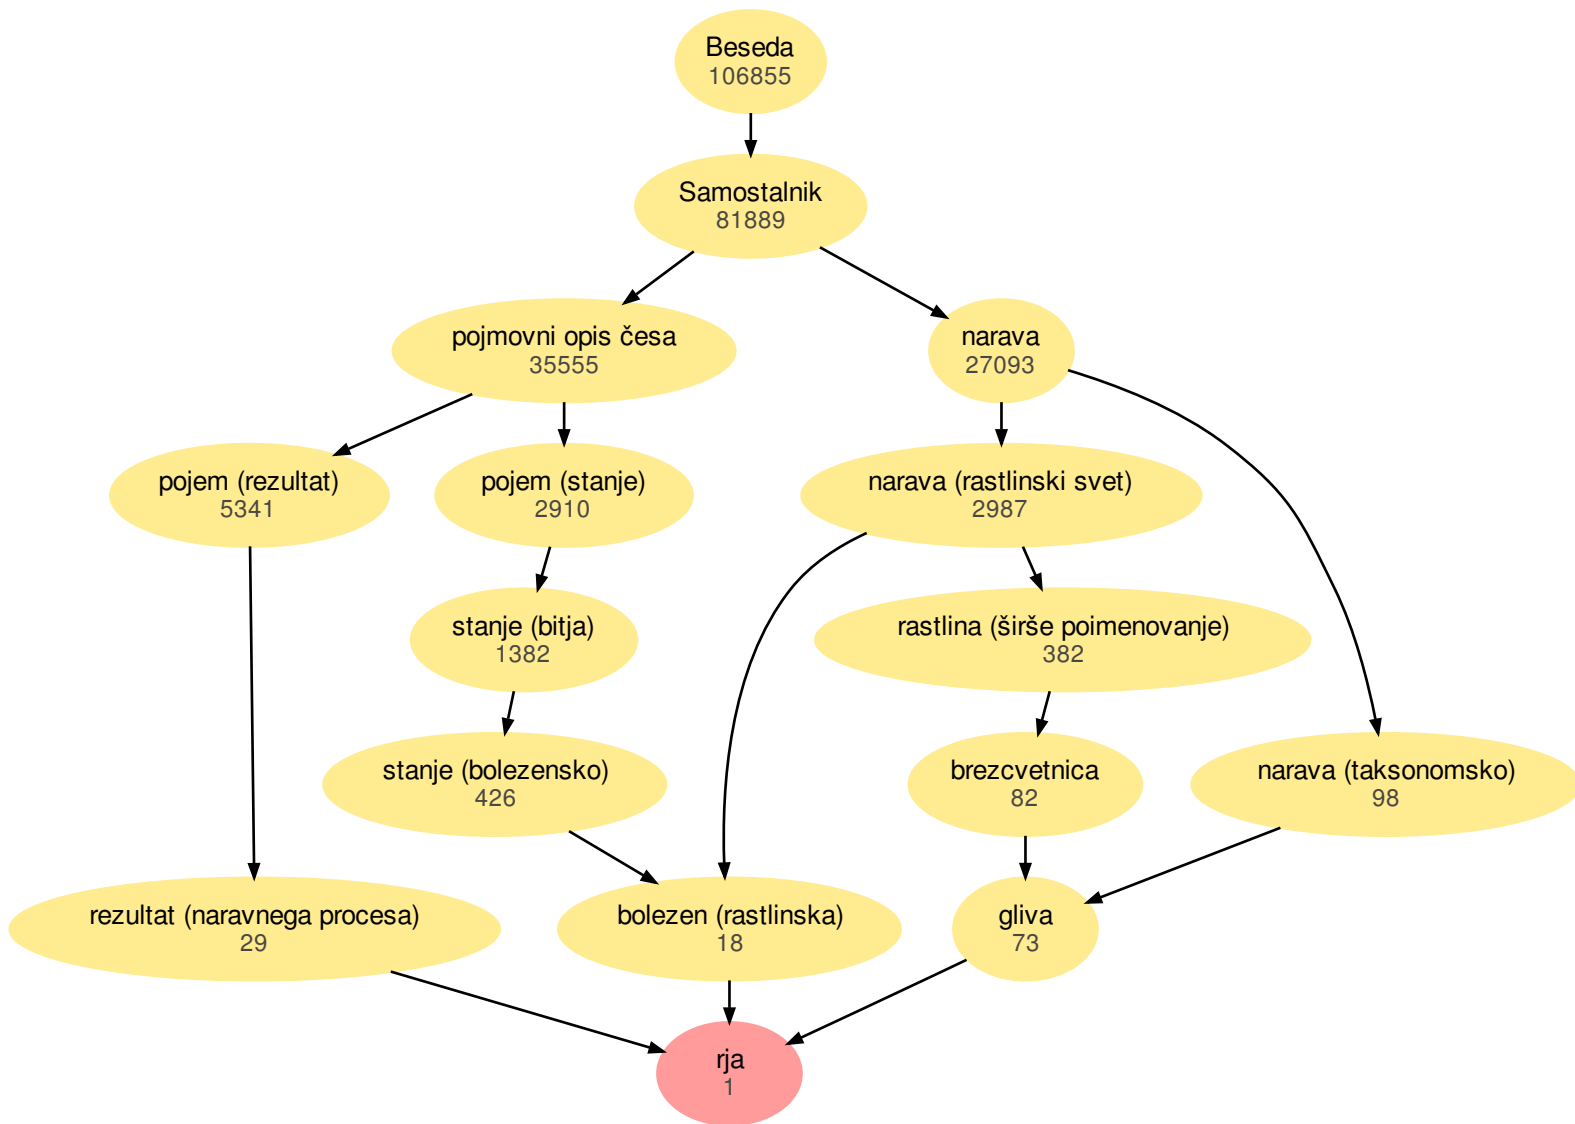 Beseda
106855
Samostalnik
81889
pojmovni opis česa
35555
narava
27093
pojem (rezultat)
5341
pojem (stanje)
2910
narava (rastlinski svet)
2987
stanje (bitja)
1382
rastlina (širše poimenovanje)
382
stanje (bolezensko)
426
brezcvetnica
82
narava (taksonomsko)
98
rezultat (naravnega procesa)
29
bolezen (rastlinska)
18
gliva
73
rja
1